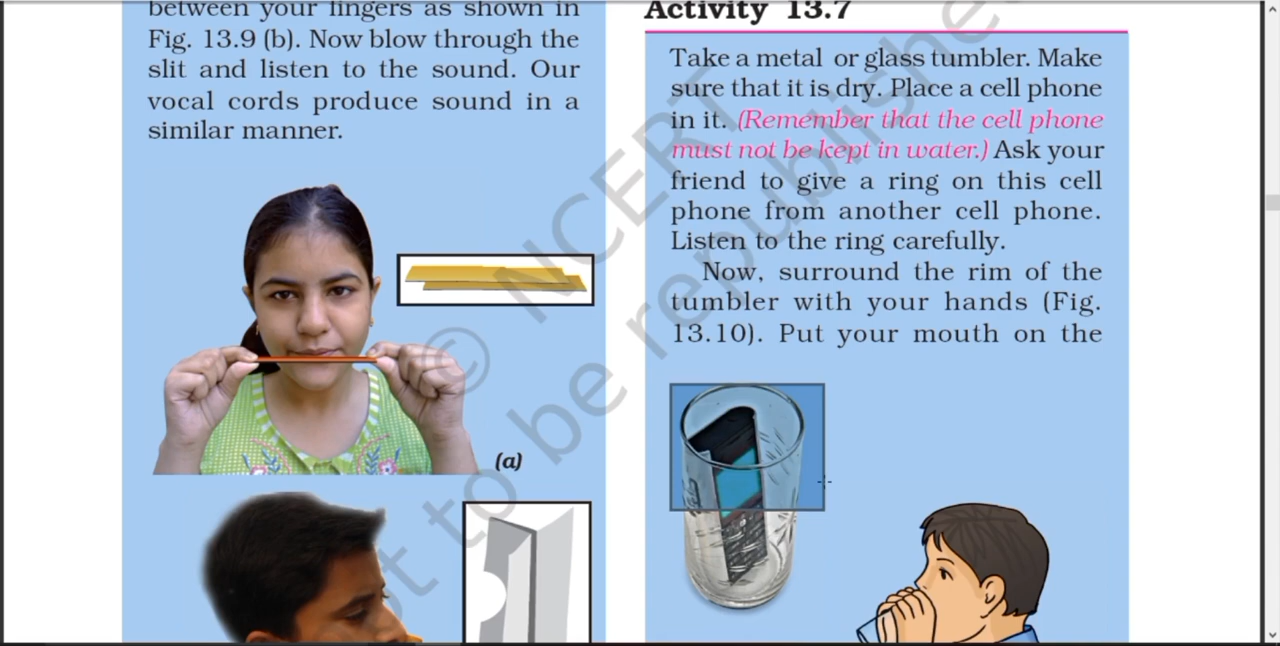 between your fingers as shown in
Fig. 13.9 (b). Now blow through the
slit and listen to the sound. Our
vocal cords produce sound in a
similar manner.
(a)
Activity 13.7
Take a metal or glass tumbler. Make
sure that it is dry. Place a cell phone
in it. (Remember that the cell phone
must not be kept in water.) Ask your
friend to give a ring on this cell
phone from another cell phone.
Listen to the ring carefully.
Now, surround the rim of the
tumbler with your hands (Fig.
13.10). Put your mouth on the
© NCERT
be republishe